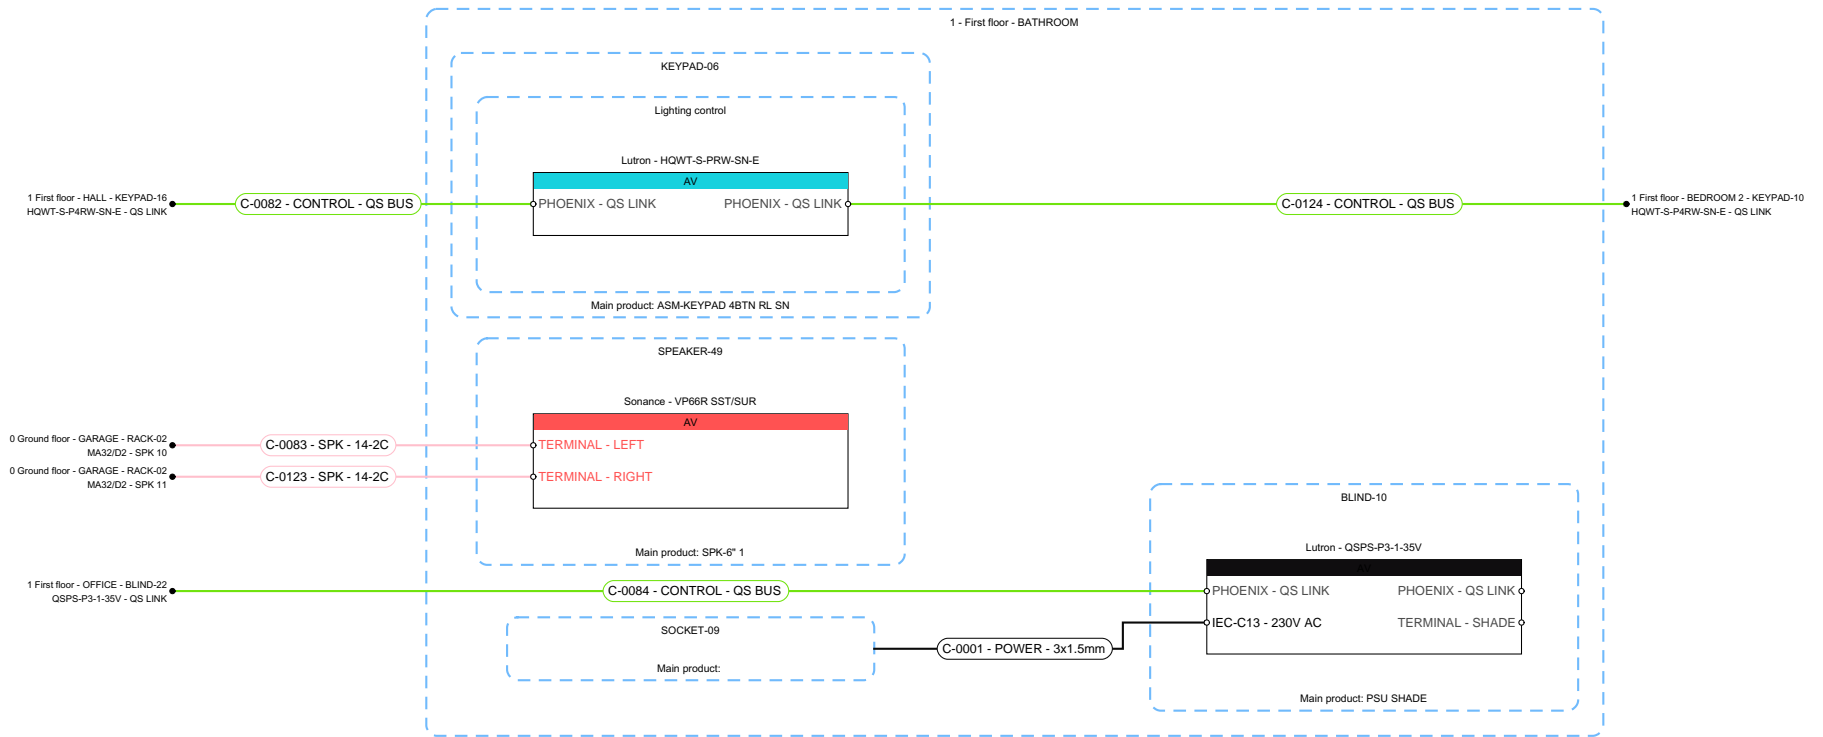 1 - First floor - BATHROOM
KEYPAD-06
Lighting control
Lutron - HQWT-S-PRW-SN-E
AV
1 First floor - HALL - KEYPAD-16
HQWT-S-P4RW-SN-E - QS LINK
C-0082 - CONTROL - QS BUS
PHOENIX - QS LINK
PHOENIX - QS LINK
C-0124 - CONTROL - QS BUS
1 First floor - BEDROOM 2 - KEYPAD-10
HQWT-S-P4RW-SN-E - QS LINK
Main product: ASM-KEYPAD 4BTN RL SN
SPEAKER-49
Sonance - VP66R SST/SUR
AV
0 Ground floor - GARAGE - RACK-02
MA32/D2 - SPK 10
C-0083 - SPK - 14-2C
TERMINAL - LEFT
0 Ground floor - GARAGE - RACK-02
MA32/D2 - SPK 11
C-0123 - SPK - 14-2C
TERMINAL - RIGHT
Main product: SPK-6" 1
BLIND-10
Lutron - QSPS-P3-1-35V
AV
1 First floor - OFFICE - BLIND-22
QSPS-P3-1-35V - QS LINK
C-0084 - CONTROL - QS BUS
PHOENIX - QS LINK
PHOENIX - QS LINK
IEC-C13 - 230V AC
TERMINAL - SHADE
SOCKET-09
C-0001 - POWER - 3x1.5mm
Main product:
Main product: PSU SHADE